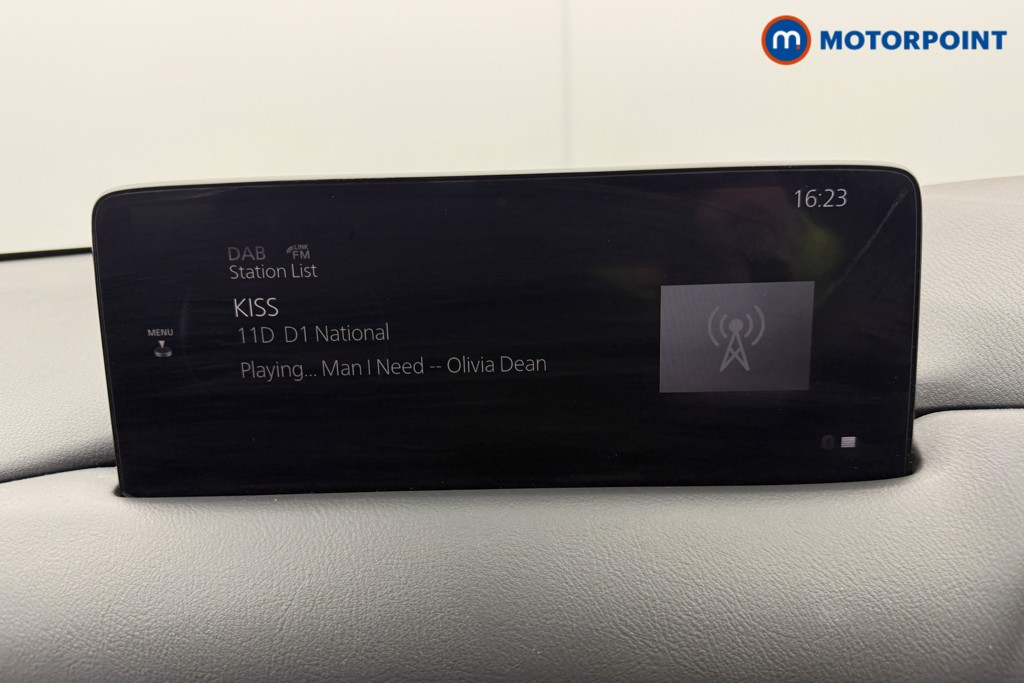 m MOTORPOINT
16:23
DAB LINK FM
Station List
KISS
11D D1 National
MENU
Playing... Man I Need -- Olivia Dean